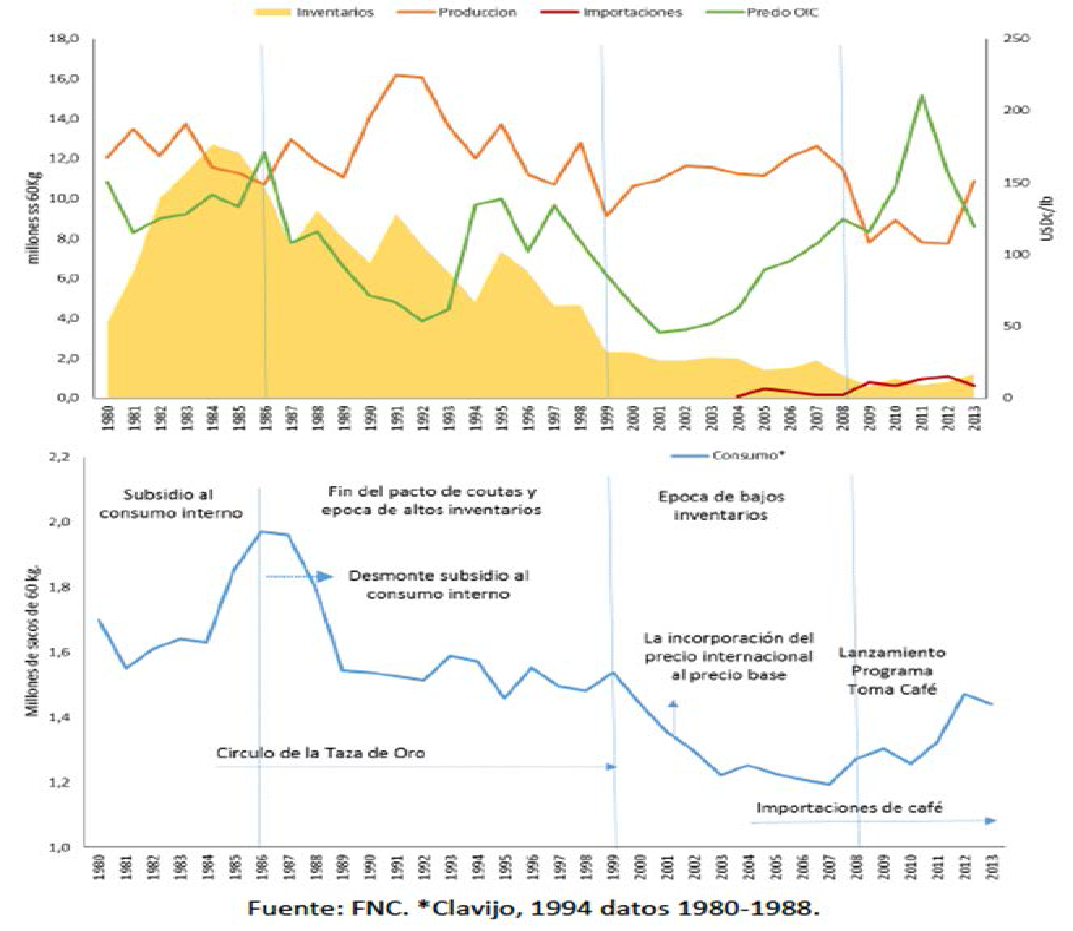 Inventarios Produccion Importaciones Precio OIC
18,0
16,0
14,0
12,0
10,0
8,0
6,0
4,0
2,0
0,0
millonesss60Kg
250
200
150
100
50
0
USDc/lb
1980 1981 1982 1983 1984 1985 1986 1987 1988 1989 1990 1991 1992 1993 1994 1995 1996 1997 1998 1999 2000 2001 2002 2003 2004 2005 2006 2007 2008 2009 2010 2011 2012 2013
Consumo*
2,2
2,0
1,8
1,6
1,4
1,2
1,0
Millones de sacos de 60 kg.
Subsidio al
consumo interno
Fin del pacto de coutas y
epoca de altos inventarios
Epoca de bajos
inventarios
Desmonte subsidio al
consumo interno
La incorporación del
precio internacional
al precio base
Lanzamiento
Programa
Toma Café
Circulo de la Taza de Oro
Importaciones de café
1980 1981 1982 1983 1984 1985 1986 1987 1988 1989 1990 1991 1992 1993 1994 1995 1996 1997 1998 1999 2000 2001 2002 2003 2004 2005 2006 2007 2008 2009 2010 2011 2012 2013
Fuente: FNC. *Clavijo, 1994 datos 1980-1988.